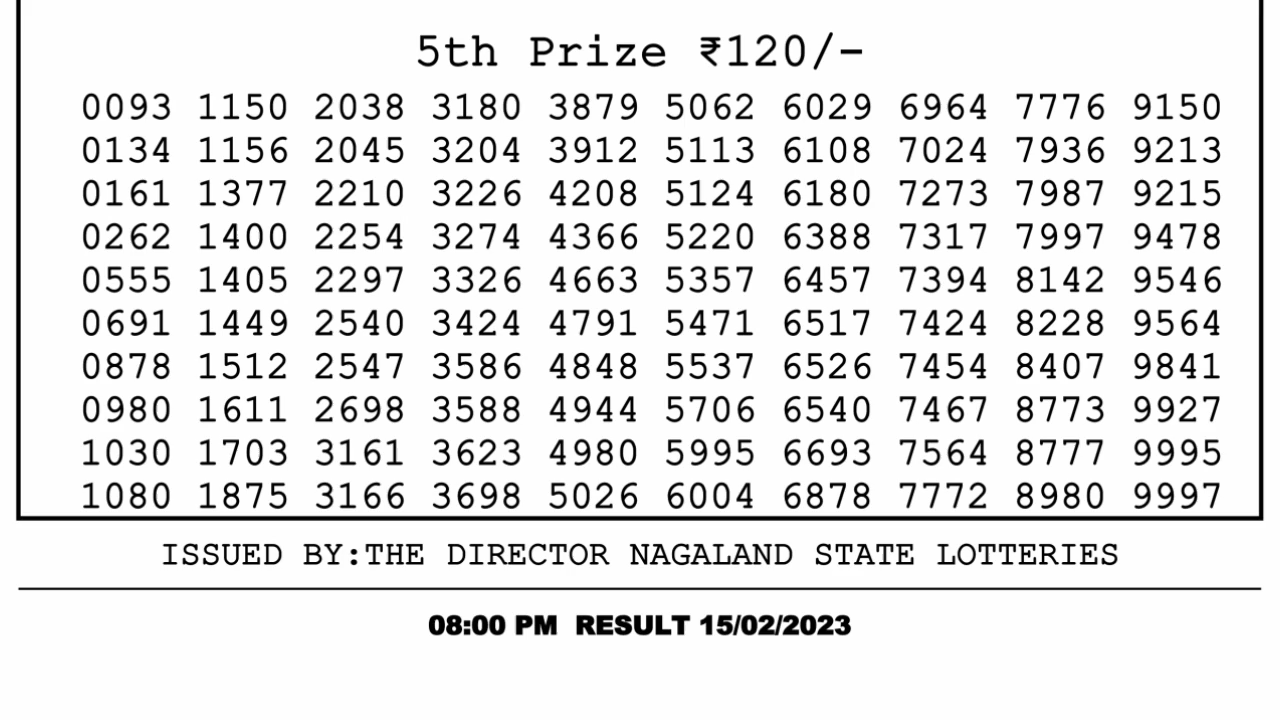 5th Prize ₹120/-
0093 1150 2038 3180 3879 5062 6029 6964 7776 9150
0134 1156 2045 3204 3912 5113 6108 7024 7936 9213
0161 1377 2210 3226 4208 5124 6180 7273 7987 9215
0262 1400 2254 3274 4366 5220 6388 7317 7997 9478
0555 1405 2297 3326 4663 5357 6457 7394 8142 9546
0691 1449 2540 3424 4791 5471 6517 7424 8228 9564
0878 1512 2547 3586 4848 5537 6526 7454 8407 9841
0980 1611 2698 3588 4944 5706 6540 7467 8773 9927
1030 1703 3161 3623 4980 5995 6693 7564 8777 9995
1080 1875 3166 3698 5026 6004 6878 7772 8980 9997
ISSUED BY:THE DIRECTOR NAGALAND STATE LOTTERIES
08:00 PM RESULT 15/02/2023